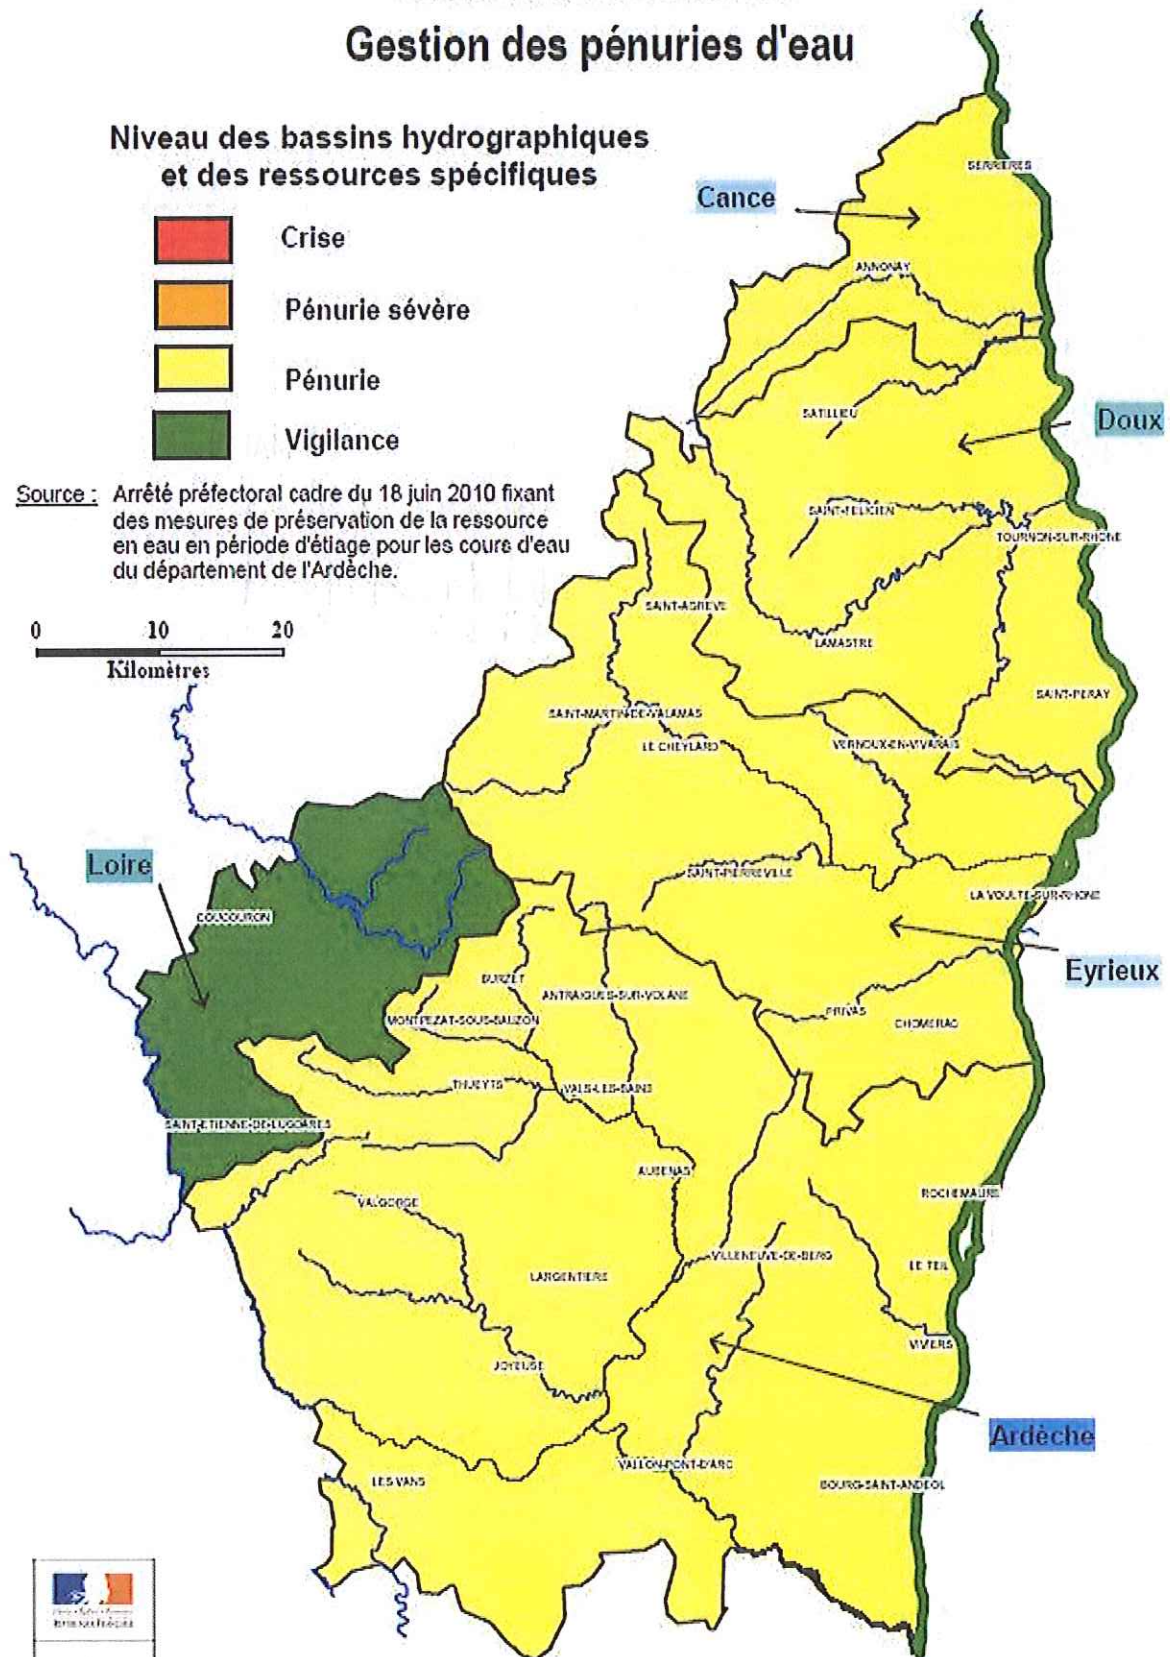 Gestion des pénuries d'eau
Niveau des bassins hydrographiques
et des ressources spécifiques
Crise
Pénurie sévère
Pénurie
Vigilance
Source : Arrêté préfectoral cadre du 18 juin 2010 fixant
des mesures de préservation de la ressource
en eau en période d'étiage pour les cours d'eau
du département de l'Ardèche.
0 10 20
Kilomètres
Cance
Doux
Loire
Eyrieux
Ardèche
SERRIERES
ANNONAY
SATILLIEU
SAINT-FELICIEN
TOURNON-SUR-RHONE
SAINT-AGREVE
LAMASTRE
SAINT-PERAY
SAINT-MARTIN-DE-VALAMAS
LE CHEYLARD
VERNOUX-EN-VIVARAIS
SAINT-PIERREVILLE
LA VOULTE-SUR-RHONE
COUCOURON
BURZET
ANTRAIGUES-SUR-VOLANE
MONTPEZAT-SOUS-BAUZON
PRIVAS
CHOMERAC
THUEYTS
VALS-LES-BAINS
SAINT-ETIENNE-DE-LUGDARES
AUBENAS
ROCHEMAURE
VALGORGE
VILLENEUVE-DE-BERG
LE TEIL
LARGENTIERE
VIVIERS
JOYEUSE
VALLON-PONT-D'ARC
LES VANS
BOURG-SAINT-ANDEOL